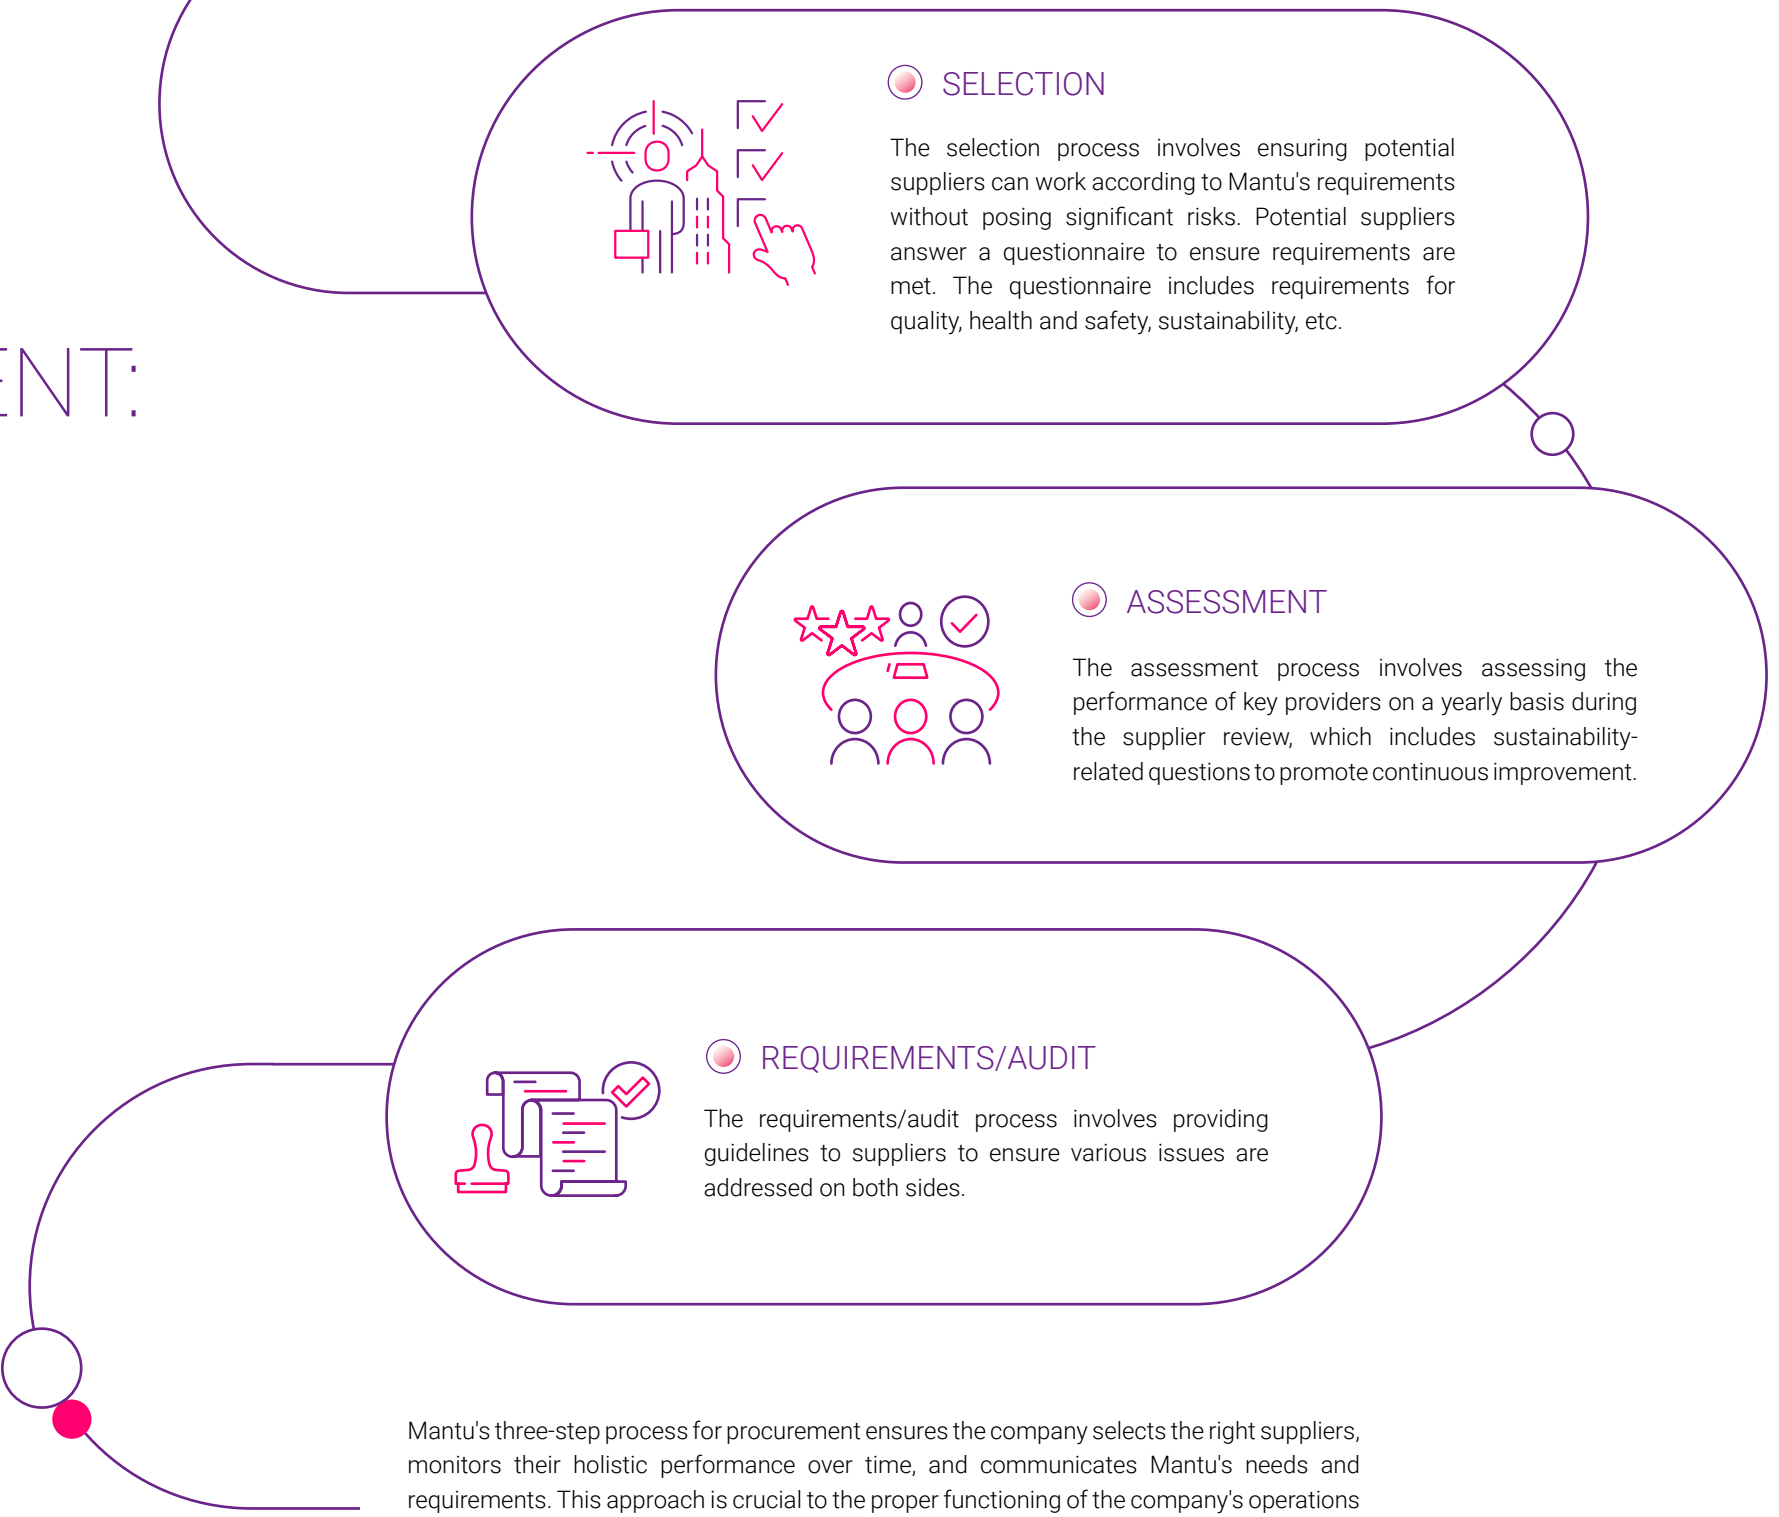 SELECTION
The selection process involves ensuring potential
suppliers can work according to Mantu's requirements
without posing significant risks. Potential suppliers
answer a questionnaire to ensure requirements are
met. The questionnaire includes requirements for
quality, health and safety, sustainability, etc.
ENT:
ASSESSMENT
The assessment process involves assessing the
performance of key providers on a yearly basis during
the supplier review, which includes sustainability-
related questions to promote continuous improvement.
REQUIREMENTS/AUDIT
The requirements/audit process involves providing
guidelines to suppliers to ensure various issues are
addressed on both sides.
Mantu's three-step process for procurement ensures the company selects the right suppliers,
monitors their holistic performance over time, and communicates Mantu's needs and
requirements. This approach is crucial to the proper functioning of the company's operations